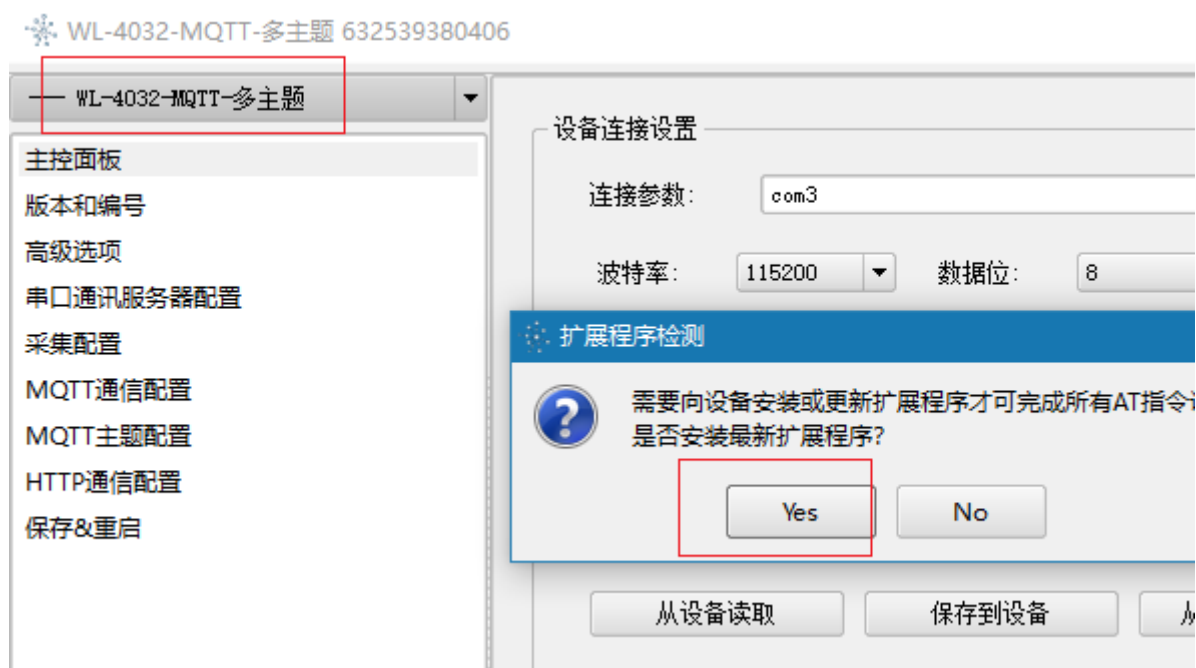 WL-4032-MQTT-多主题 632539380406
WL-4032-MQTT-多主题
主控面板
版本和编号
高级选项
串口通讯服务器配置
采集配置
MQTT通信配置
MQTT主题配置
HTTP通信配置
保存&重启
设备连接设置
连接参数: com3
波特率: 115200 数据位: 8
扩展程序检测
需要向设备安装或更新扩展程序才可完成所有AT指令
是否安装最新扩展程序?
Yes No
从设备读取 保存到设备